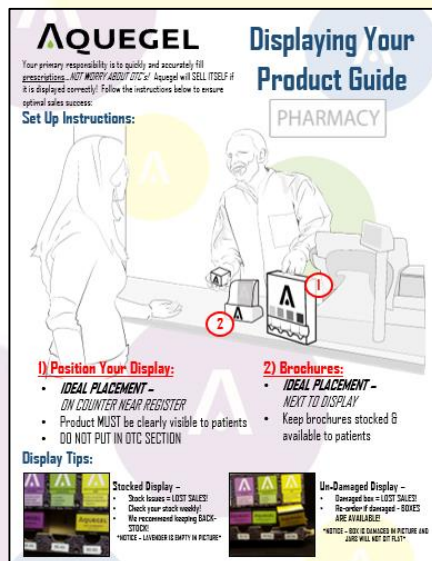 AQUEGEL
Displaying Your
Product Guide
Your primary responsibility is to quickly and accurately fill
prescriptions...NOT WORRY ABOUT OTC's! Aquegel will SELL ITSELF if
it is displayed correctly! Follow the instructions below to ensure
optimal sales success:
Set Up Instructions:
PHARMACY
1
2
1) Position Your Display:
• IDEAL PLACEMENT –
ON COUNTER NEAR REGISTER
• Product MUST be clearly visible to patients
• DO NOT PUT IN OTC SECTION
2) Brochures:
• IDEAL PLACEMENT –
NEXT TO DISPLAY
• Keep brochures stocked &
available to patients
Display Tips:
Stocked Display –
• Stock Issues = LOST SALES!
• Check your stock weekly!
• We recommend keeping BACK-
STOCK!
*NOTICE – LAVENDER IS EMPTY IN PICTURE*
AQUEGEL
Un-Damaged Display –
• Damaged box = LOST SALES!
• Re-order if damaged - BOXES
ARE AVAILABLE!
*NOTICE – BOX IS DAMAGED IN PICTURE AND
JARS WILL NOT SIT FLAT*